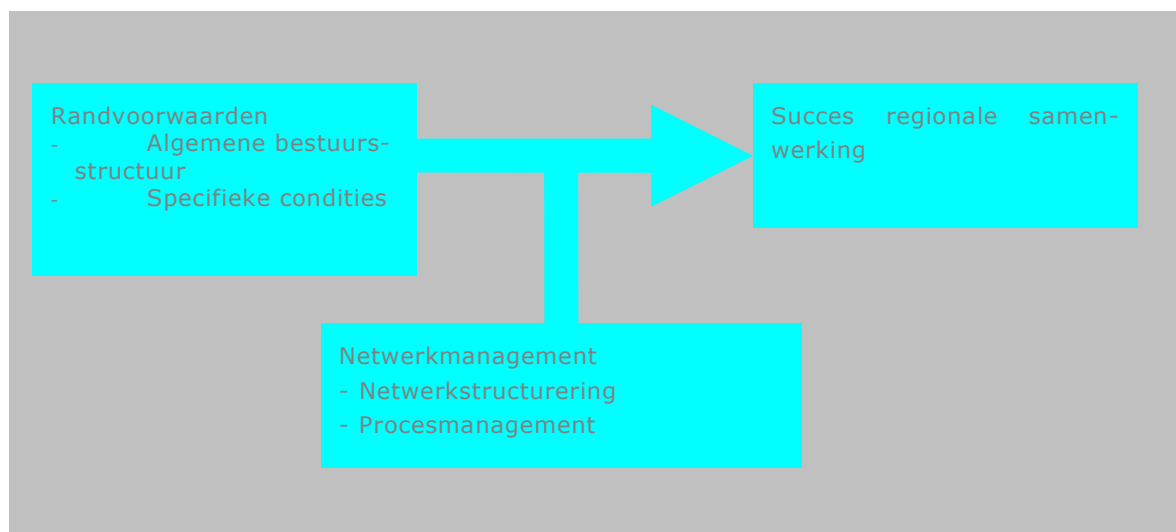 Randvoorwaarden
- Algemene bestuurs-
structuur
- Specifieke condities
Succes regionale samen-
werking
Netwerkmanagement
- Netwerkstructurering
- Procesmanagement